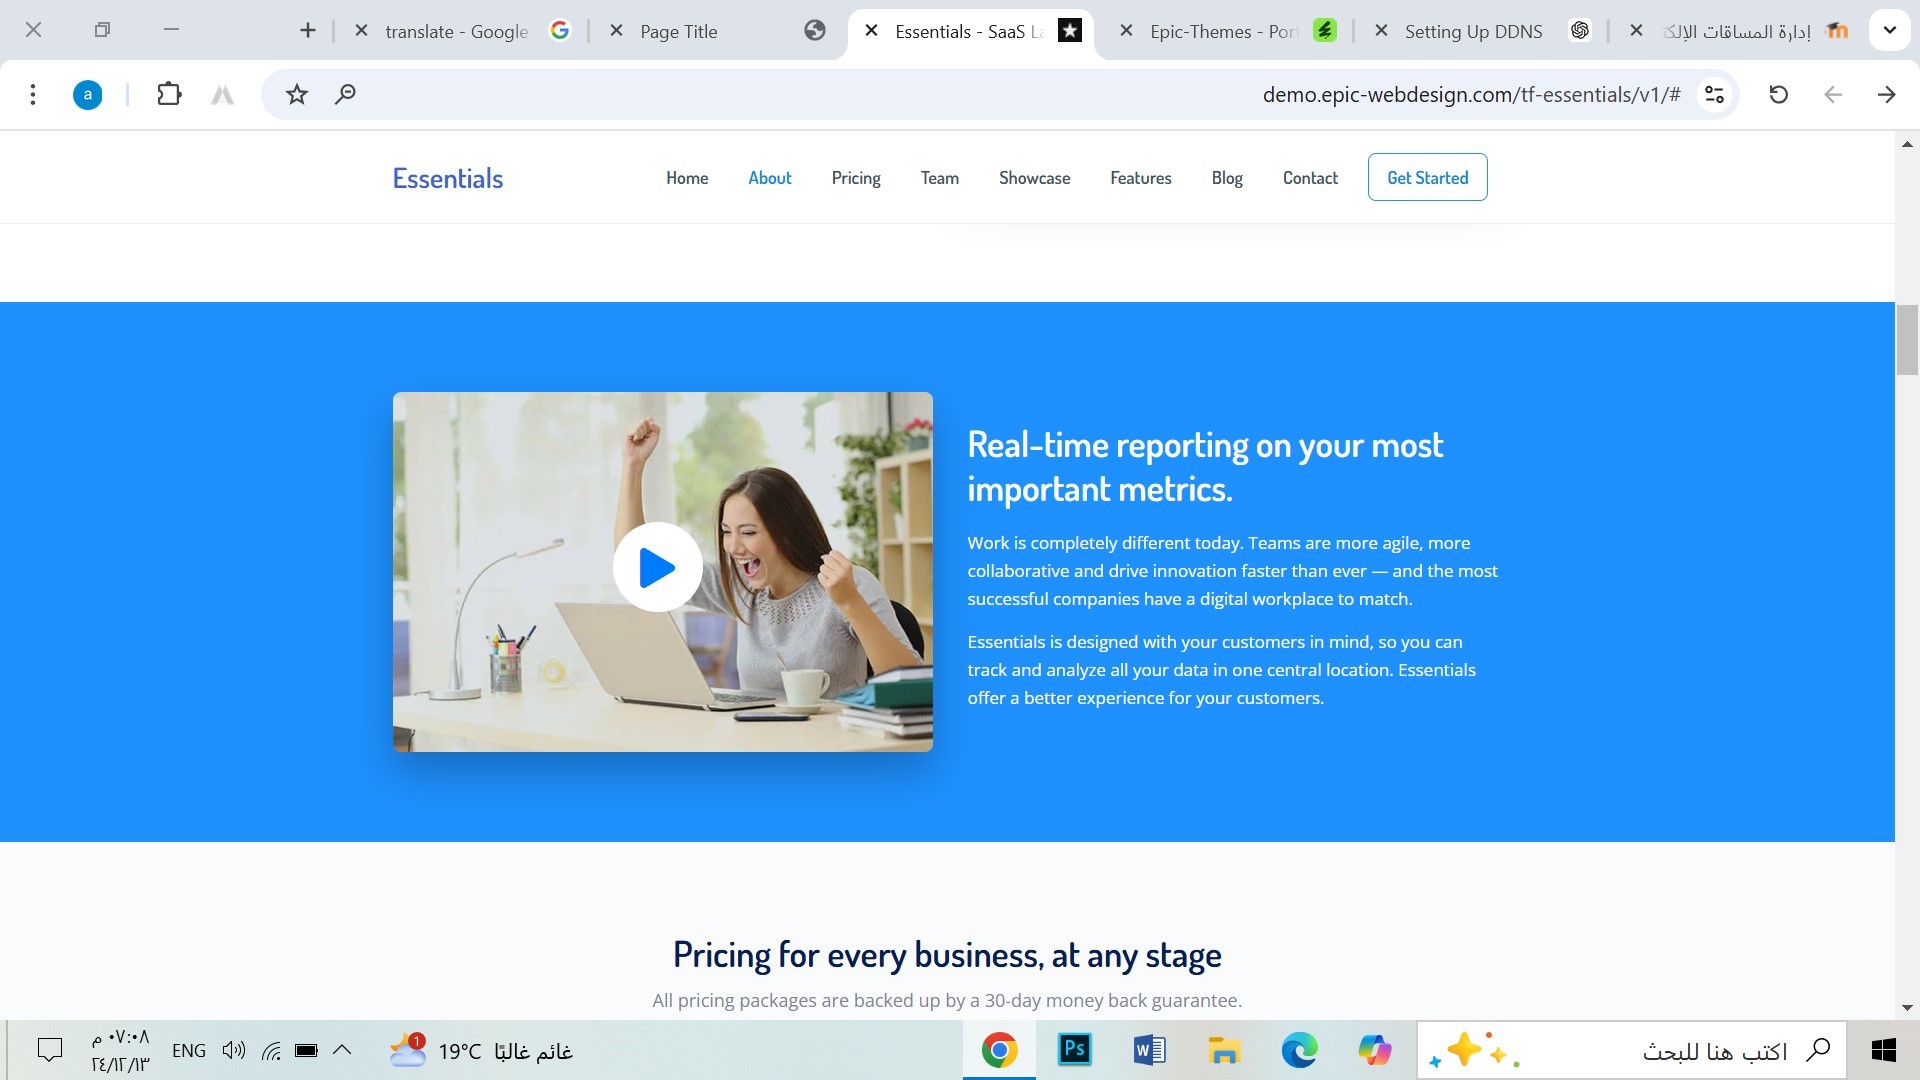 translate - Google
Page Title
Essentials - SaaS La
Epic-Themes - Por
Setting Up DDNS
إدارة المساقات الإلك
a
demo.epic-webdesign.com/tf-essentials/v1/#
Essentials
Home
About
Pricing
Team
Showcase
Features
Blog
Contact
Get Started
Real-time reporting on your most
important metrics.
Work is completely different today. Teams are more agile, more
collaborative and drive innovation faster than ever — and the most
successful companies have a digital workplace to match.
Essentials is designed with your customers in mind, so you can
track and analyze all your data in one central location. Essentials
offer a better experience for your customers.
Pricing for every business, at any stage
All pricing packages are backed up by a 30-day money back guarantee.
٠٧:٠٨ م
٢٤/١٢/١٣
ENG
1
19°C غائم غالبًا
Ps
W
اكتب هنا للبحث